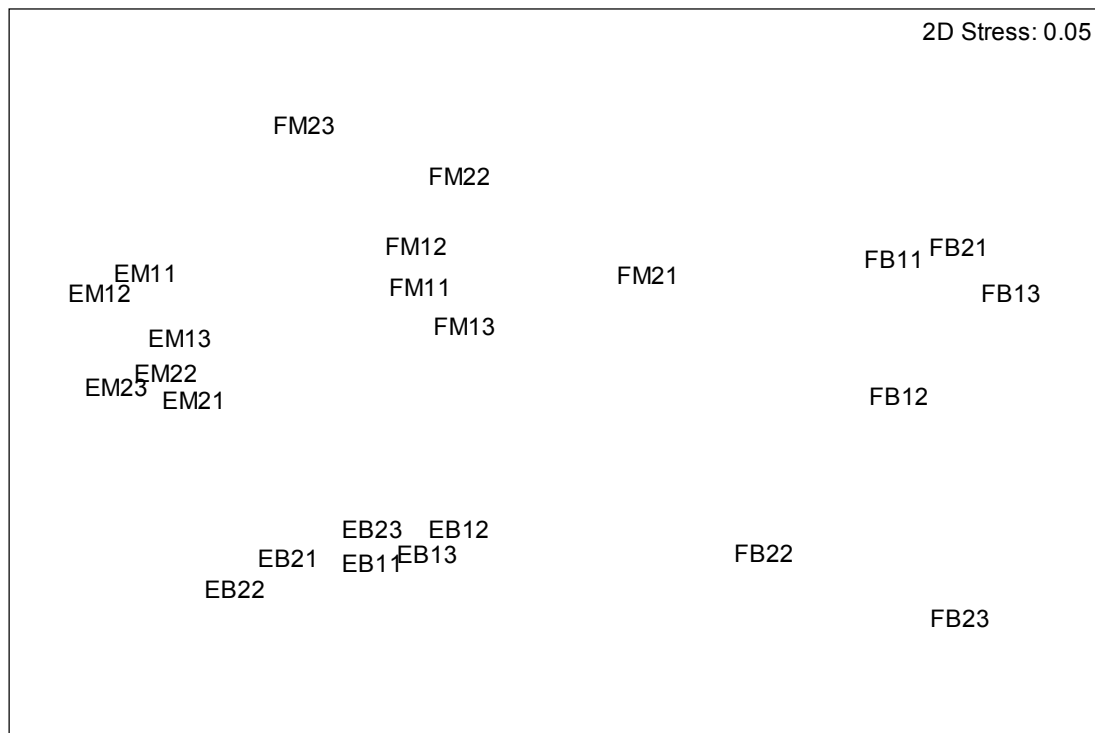 2D Stress: 0.05
FM23
FM22
FM12
FB21
FB11
EM11
FM21
FM11
EM12
FB13
FM13
EM13
EM22
EM23
FB12
EM21
EB23
EB12
EB13
FB22
EB21
EB11
EB22
FB23